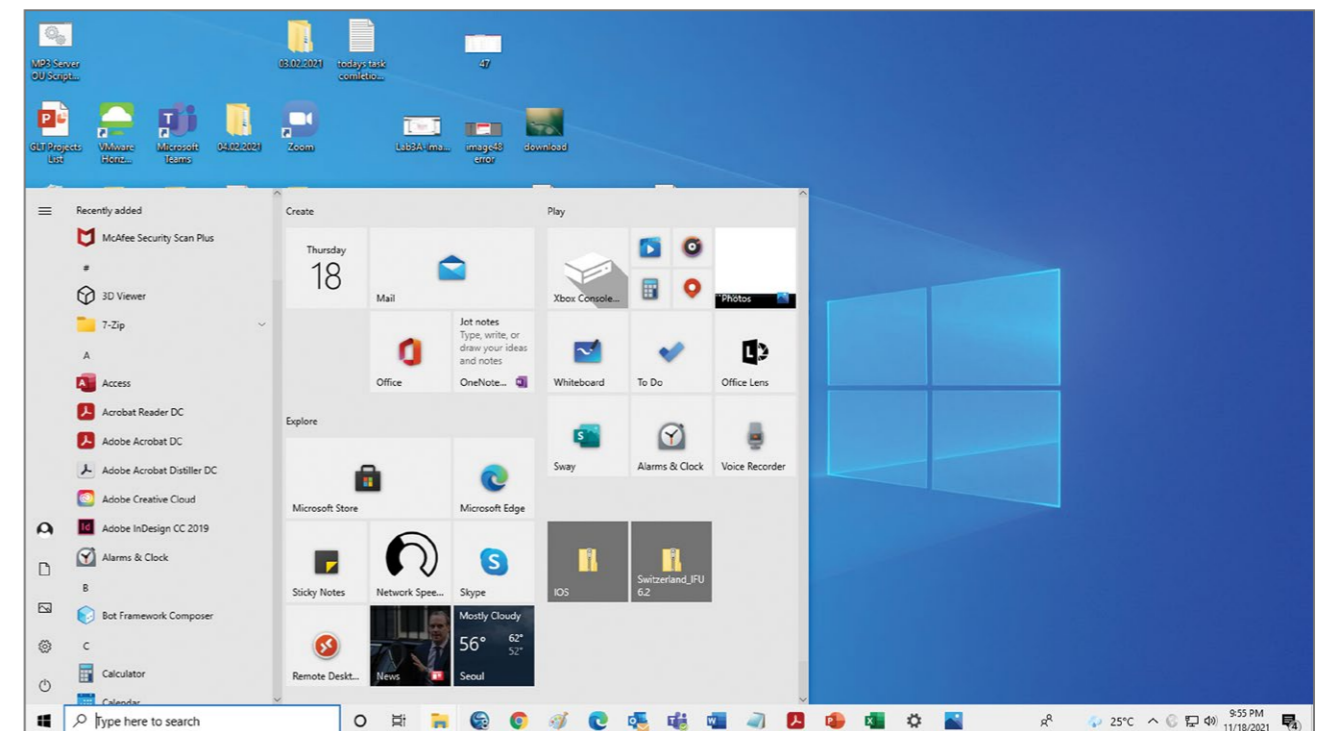 MP3 Server
OU Script...
03.02.2021
todays task
comletio...
47
GLT Projects
List
VMware
Horiz...
Microsoft
Teams
04.02.2021
Zoom
Lab3A- ima...
image48
error
download
Recently added
McAfee Security Scan Plus
#
3D Viewer
7-Zip
A
Access
Acrobat Reader DC
Adobe Acrobat DC
Adobe Acrobat Distiller DC
Adobe Creative Cloud
Adobe InDesign CC 2019
Alarms & Clock
B
Bot Framework Composer
C
Calculator
Calendar
Create
Thursday
18
Mail
Office
Jot notes
Type, write, or
draw your ideas
and notes
OneNote...
Explore
Microsoft Store
Microsoft Edge
Sticky Notes
Network Spee...
Skype
Remote Deskt...
News
Mostly Cloudy
56° 62°
52°
Seoul
Play
Xbox Console...
Photos
Whiteboard
To Do
Office Lens
Sway
Alarms & Clock
Voice Recorder
IOS
Switzerland_IFU
6.2
Type here to search
25°C
9:55 PM
11/18/2021
4